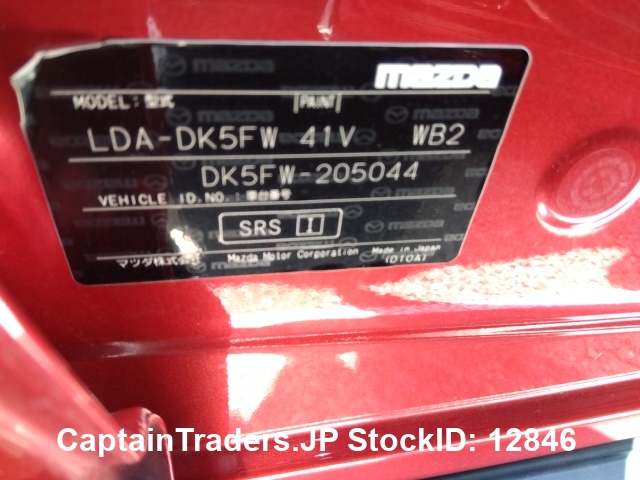 mazda
mazda
MODEL : 型式 PAINT
LDA-DK5FW 41V WB2
DK5FW-205044
VEHICLE ID.NO. : 車台番号
SRS I
マツダ株式会社 Mazda Motor Corporation Made in Japan
(D10A)
CaptainTraders.JP StockID: 12846